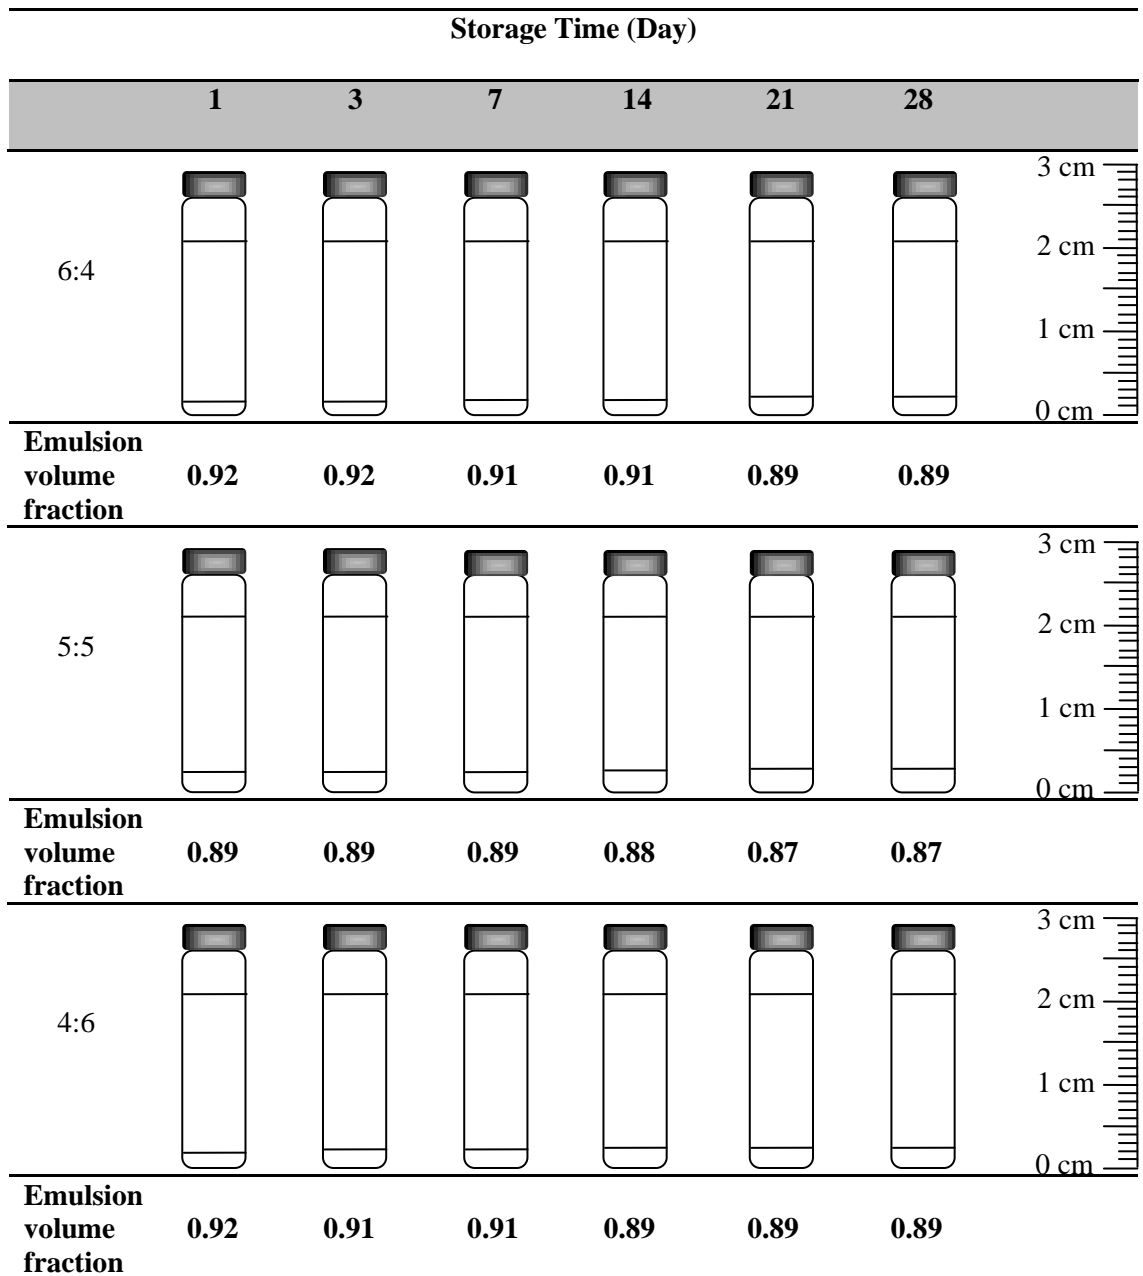 Storage Time (Day)
1 3 7 14 21 28
3 cm
2 cm
6:4
1 cm
0 cm
Emulsion
volume 0.92 0.92 0.91 0.91 0.89 0.89
fraction
3 cm
2 cm
5:5
1 cm
0 cm
Emulsion
volume 0.89 0.89 0.89 0.88 0.87 0.87
fraction
3 cm
2 cm
4:6
1 cm
0 cm
Emulsion
volume 0.92 0.91 0.91 0.89 0.89 0.89
fraction